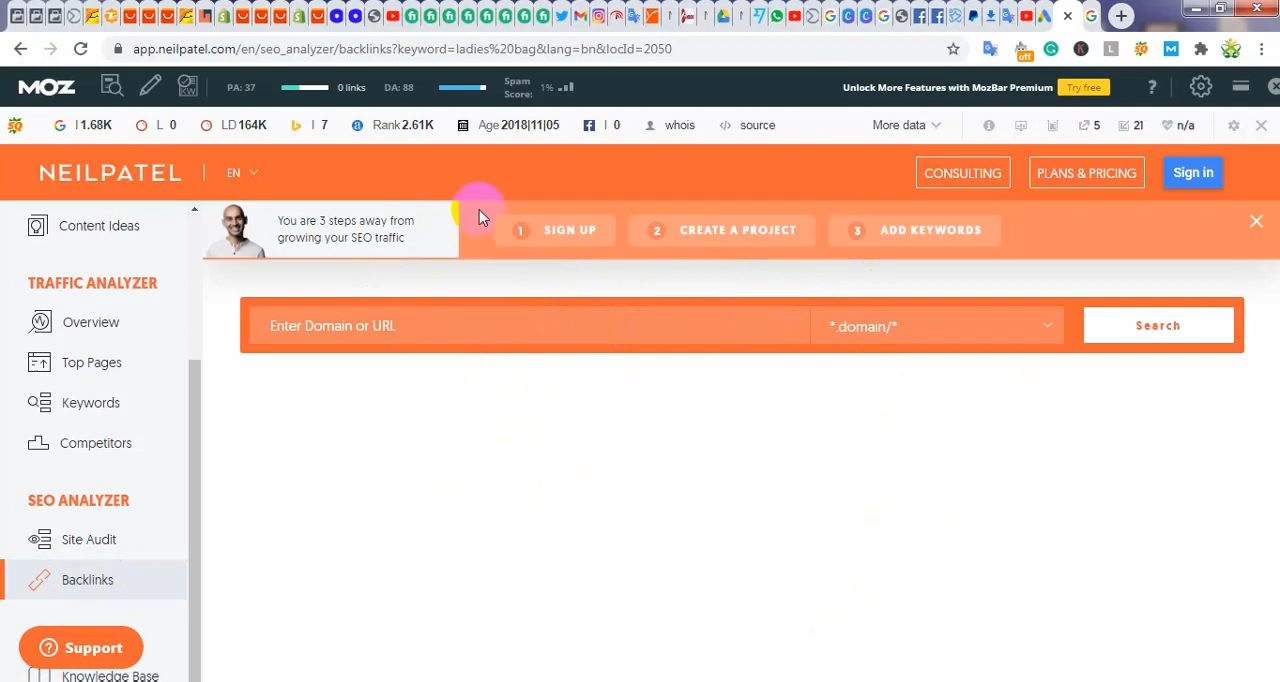 app.neilpatel.com/en/seo_analyzer/backlinks?keyword=ladies%20bag&lang=bn&locId=2050
off
MOZ
PA: 37
0 links
DA: 88
Spam Score: 1%
Unlock More Features with MozBar Premium
Try free
?
I 1.68K
L 0
LD 164K
I 7
Rank 2.61K
Age 2018|11|05
I 0
whois
source
More data
5
21
n/a
NEILPATEL
EN
CONSULTING
PLANS & PRICING
Sign in
Content Ideas
You are 3 steps away from
growing your SEO traffic
1 SIGN UP
2 CREATE A PROJECT
3 ADD KEYWORDS
TRAFFIC ANALYZER
Overview
Top Pages
Keywords
Competitors
Enter Domain or URL
*.domain/*
Search
SEO ANALYZER
Site Audit
Backlinks
Support
Knowledge Base